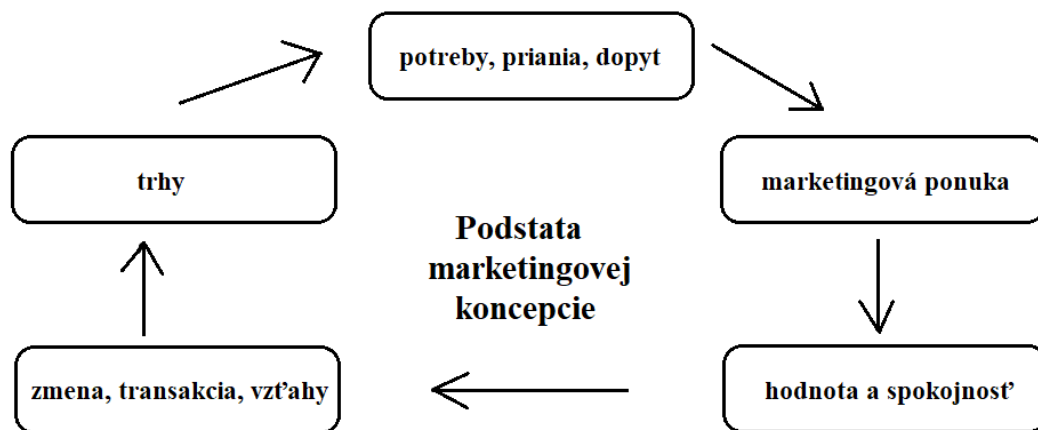 potreby, priania, dopyt
trhy
marketingová ponuka
Podstata
marketingovej
koncepcie
zmena, transakcia, vzťahy
hodnota a spokojnosť